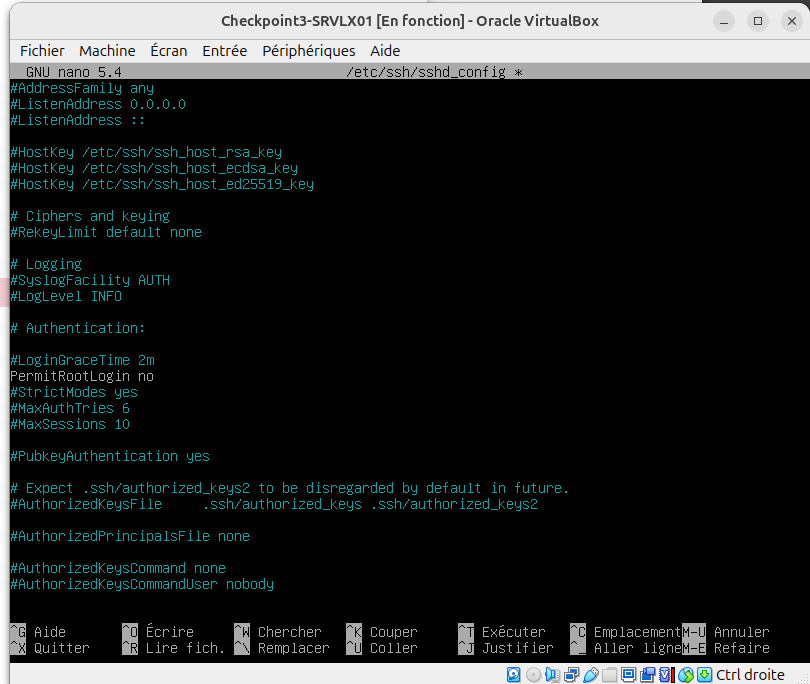 Checkpoint3-SRVLX01 [En fonction] - Oracle VirtualBox
Fichier Machine Écran Entrée Périphériques Aide
GNU nano 5.4 /etc/ssh/sshd_config *
#AddressFamily any
#ListenAddress 0.0.0.0
#ListenAddress ::
#HostKey /etc/ssh/ssh_host_rsa_key
#HostKey /etc/ssh/ssh_host_ecdsa_key
#HostKey /etc/ssh/ssh_host_ed25519_key
# Ciphers and keying
#RekeyLimit default none
# Logging
#SyslogFacility AUTH
#LogLevel INFO
# Authentication:
#LoginGraceTime 2m
PermitRootLogin no
#StrictModes yes
#MaxAuthTries 6
#MaxSessions 10
#PubkeyAuthentication yes
# Expect .ssh/authorized_keys2 to be disregarded by default in future.
#AuthorizedKeysFile .ssh/authorized_keys .ssh/authorized_keys2
#AuthorizedPrincipalsFile none
#AuthorizedKeysCommand none
#AuthorizedKeysCommandUser nobody
^G Aide ^O Écrire ^W Chercher ^K Couper ^T Exécuter ^C Emplacement M-U Annuler
^X Quitter ^R Lire fich. ^\ Remplacer ^U Coller ^J Justifier ^_ Aller ligne M-E Refaire
Ctrl droite